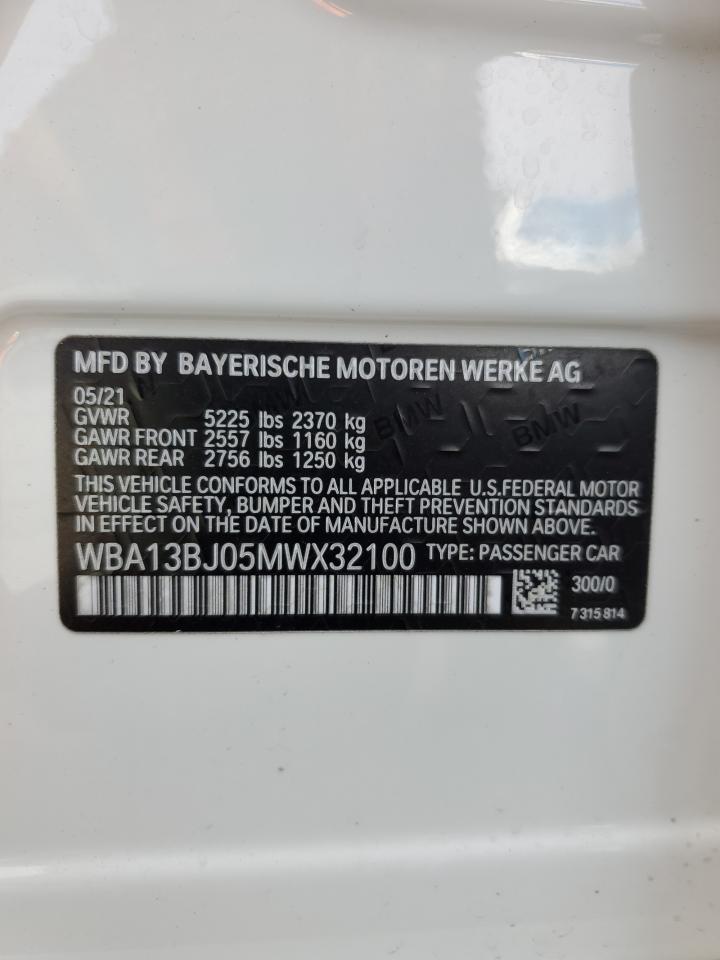 MFD BY BAYERISCHE MOTOREN WERKE AG
05/21
GVWR 5225 lbs 2370 kg
GAWR FRONT 2557 lbs 1160 kg
GAWR REAR 2756 lbs 1250 kg
THIS VEHICLE CONFORMS TO ALL APPLICABLE U.S.FEDERAL MOTOR
VEHICLE SAFETY, BUMPER AND THEFT PREVENTION STANDARDS
IN EFFECT ON THE DATE OF MANUFACTURE SHOWN ABOVE.
WBA13BJ05MWX32100 TYPE: PASSENGER CAR
300/0
7 315 814
BMW
BMW